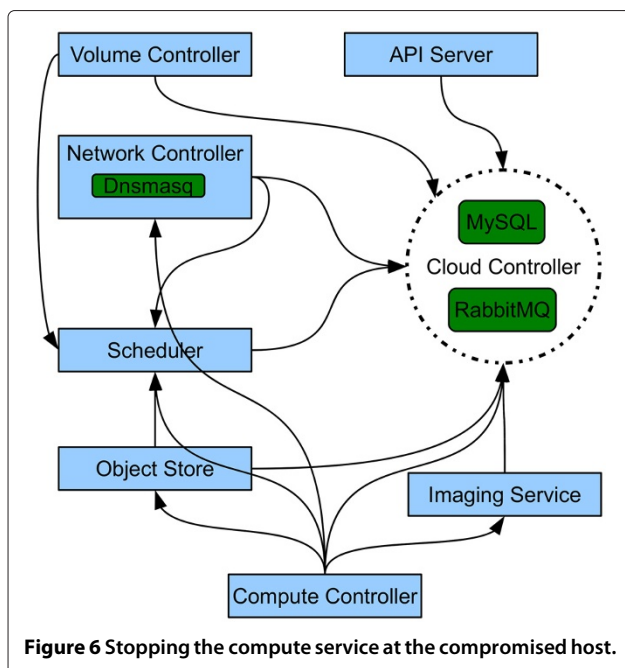 Volume Controller
API Server
Network Controller
Dnsmasq
MySQL
Cloud Controller
RabbitMQ
Scheduler
Object Store
Imaging Service
Compute Controller
Figure 6 Stopping the compute service at the compromised host.